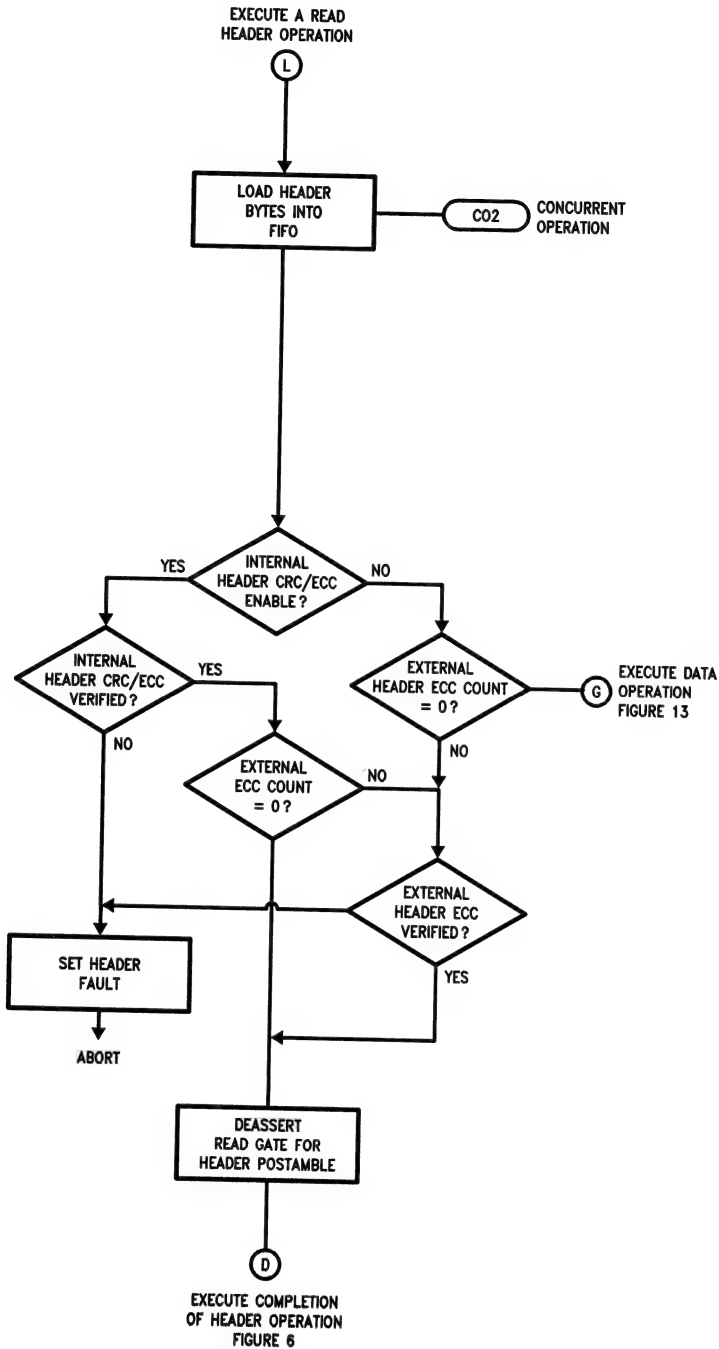 EXECUTE A READ
HEADER OPERATION
L
LOAD HEADER
BYTES INTO
FIFO
CO2
CONCURRENT
OPERATION
INTERNAL
HEADER CRC/ECC
ENABLE?
YES
NO
INTERNAL
HEADER CRC/ECC
VERIFIED?
YES
NO
EXTERNAL
HEADER ECC COUNT
= 0?
G
EXECUTE DATA
OPERATION
FIGURE 13
NO
EXTERNAL
ECC COUNT
= 0?
NO
EXTERNAL
HEADER ECC
VERIFIED?
YES
SET HEADER
FAULT
ABORT
DEASSERT
READ GATE FOR
HEADER POSTAMBLE
D
EXECUTE COMPLETION
OF HEADER OPERATION
FIGURE 6